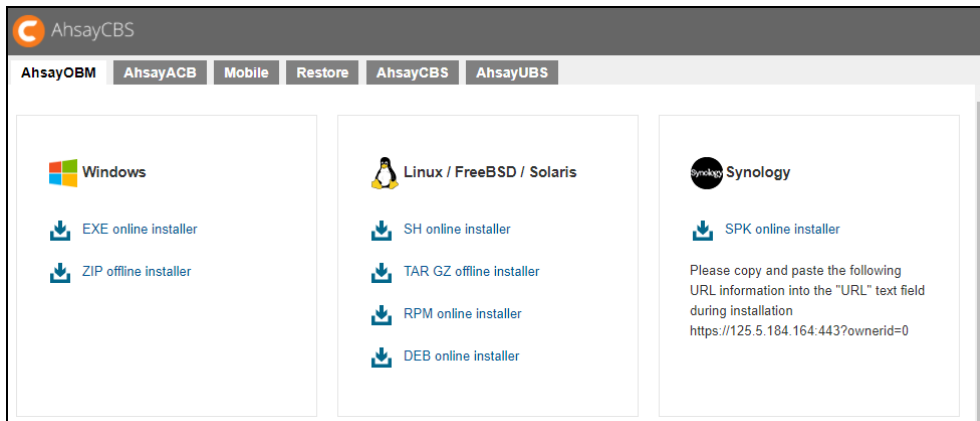 AhsayCBS
AhsayOBM AhsayACB Mobile Restore AhsayCBS AhsayUBS
Windows
EXE online installer
ZIP offline installer
Linux / FreeBSD / Solaris
SH online installer
TAR GZ offline installer
RPM online installer
DEB online installer
Synology Synology
SPK online installer
Please copy and paste the following
URL information into the "URL" text field
during installation
https://125.5.184.164:443?ownerid=0